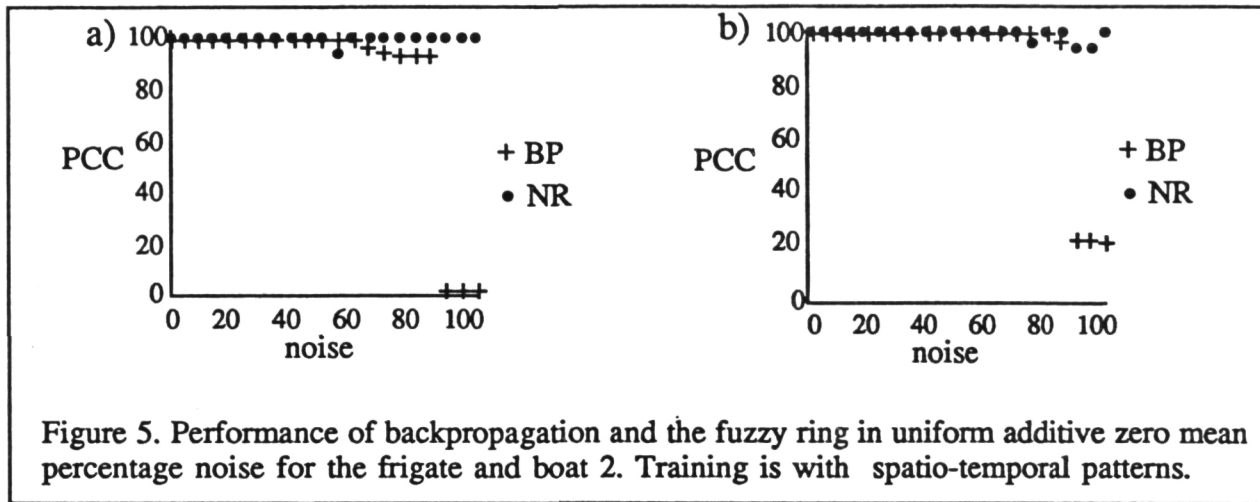 a)
100
80
60
40
20
0
PCC
+ BP
• NR
0 20 40 60 80 100
noise
b)
100
80
60
40
20
0
PCC
+ BP
• NR
0 20 40 60 80 100
noise
Figure 5. Performance of backpropagation and the fuzzy ring in uniform additive zero mean
percentage noise for the frigate and boat 2. Training is with spatio-temporal patterns.